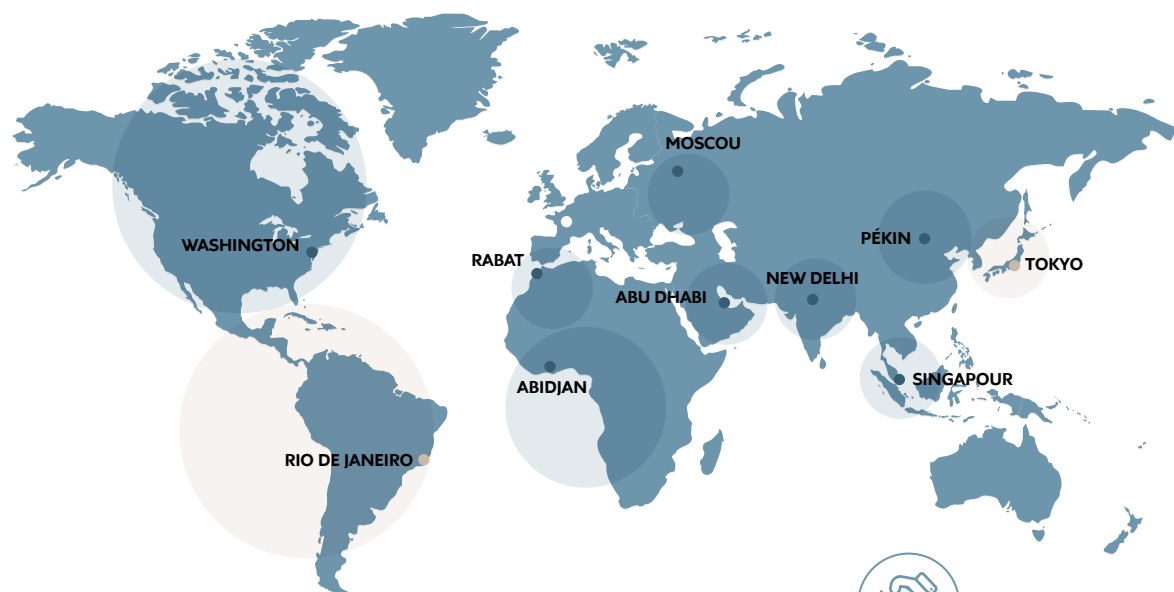 MOSCOU
PÉKIN
WASHINGTON
RABAT
TOKYO
NEW DELHI
ABU DHABI
SINGAPOUR
ABIDJAN
RIO DE JANEIRO